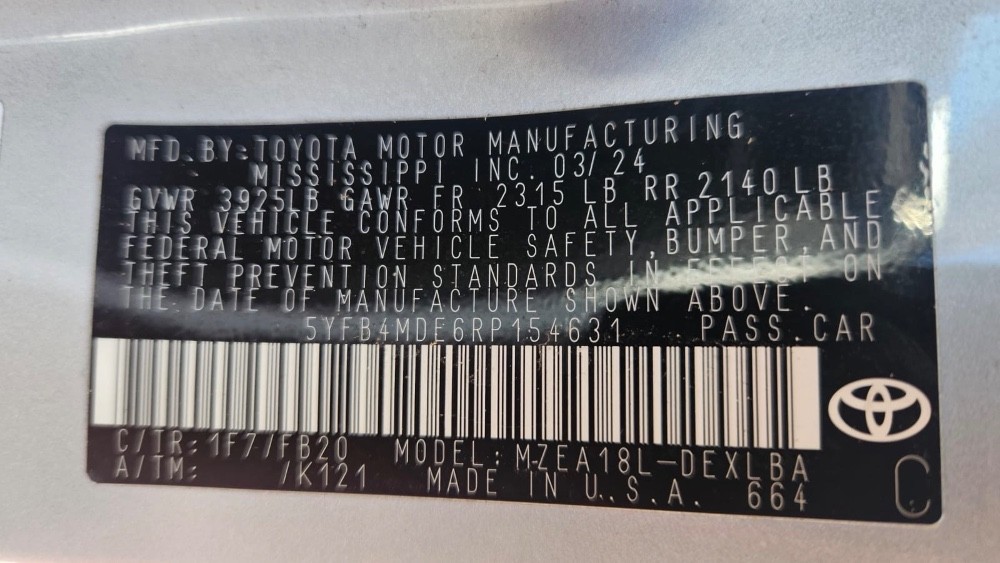 MFD. BY: TOYOTA MOTOR MANUFACTURING
MISSISSIPPI INC. 03/24
GVWR 3925LB GAWR FR 2315 LB RR 2140 LB
THIS VEHICLE CONFORMS TO ALL APPLICABLE
FEDERAL MOTOR VEHICLE SAFETY, BUMPER, AND
THEFT PREVENTION STANDARDS IN EFFECT ON
THE DATE OF MANUFACTURE SHOWN ABOVE.
5YFB4MDE6RP154631 PASS. CAR
C/TR: 1F7/FB20 MODEL: MZEA18L-DEXLBA
A/TM: /K121 MADE IN U.S.A. 664
C